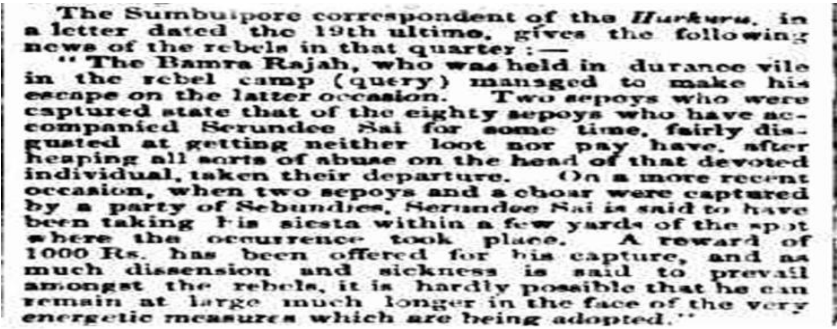 The Sumbulpore correspondent of the Hurkuru, in
a letter dated the 19th ultimo, gives the following
news of the rebels in that quarter :—
" The Bamra Rajah, who was held in durance vile
in the rebel camp (query) managed to make his
escape on the latter occasion. Two sepoys who were
captured state that of the eighty sepoys who have ac-
companied Serundee Sai for some time, fairly dis-
gusted at getting neither loot nor pay have, after
heaping all sorts of abuse on the head of that devoted
individual, taken their departure. On a more recent
occasion, when two sepoys and a choar were captured
by a party of Sebundies, Serundee Sai is said to have
been taking his siesta within a few yards of the spot
where the occurrence took place. A reward of
1000 Rs. has been offered for his capture, and as
much dissension and sickness is said to prevail
amongst the rebels, it is hardly possible that he can
remain at large much longer in the face of the very
energetic measures which are being adopted."